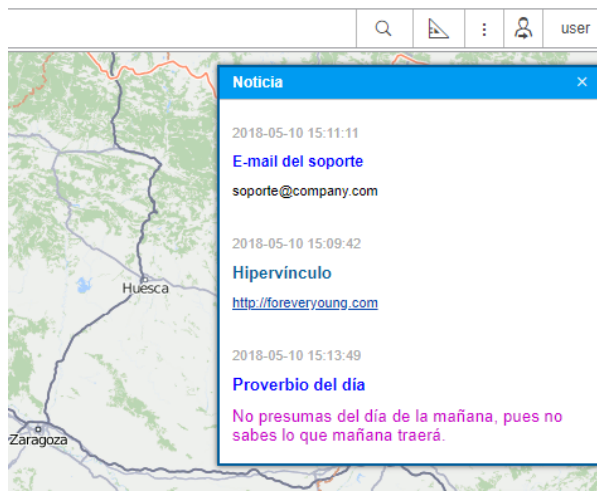 user
Noticia ×
2018-05-10 15:11:11
E-mail del soporte
soporte@company.com
2018-05-10 15:09:42
Hipervínculo
http://foreveryoung.com
2018-05-10 15:13:49
Proverbio del día
No presumas del día de la mañana, pues no
sabes lo que mañana traerá.
Huesca
Zaragoza